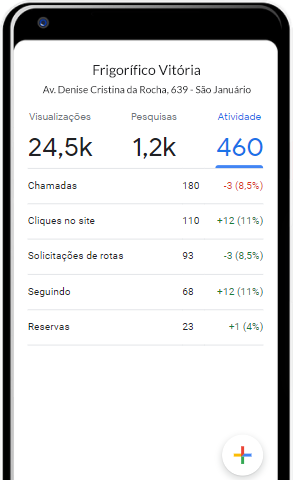 Frigorífico Vitória
Av. Denise Cristina da Rocha, 639 - São Januário
Visualizações Pesquisas Atividade
24,5k 1,2k 460
Chamadas 180 -3 (8,5%)
Cliques no site 110 +12 (11%)
Solicitações de rotas 93 -3 (8,5%)
Seguindo 68 +12 (11%)
Reservas 23 +1 (4%)